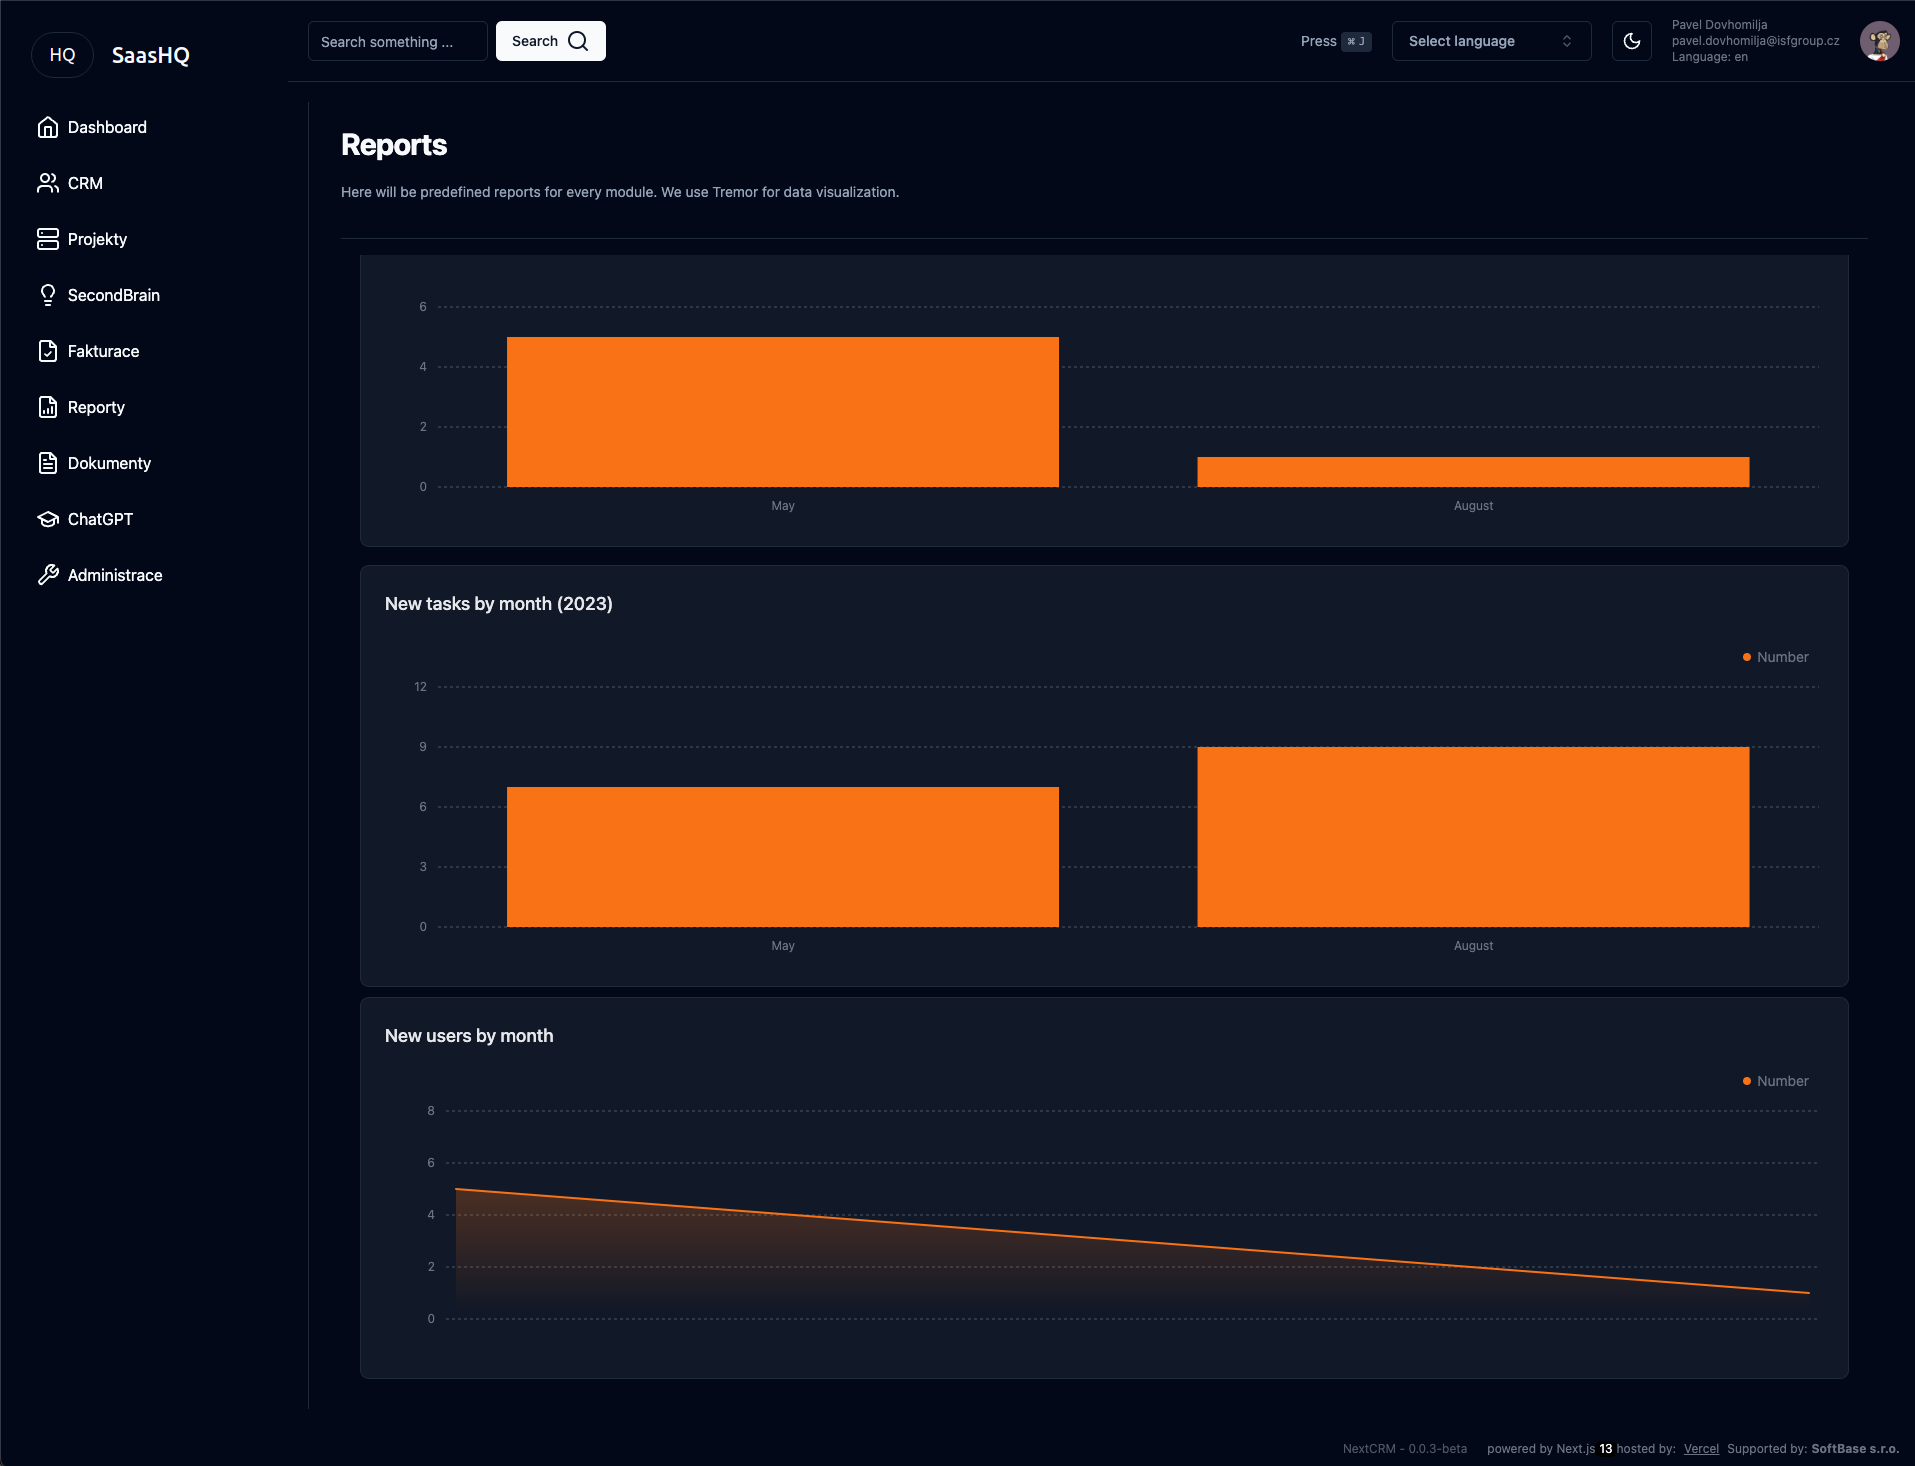 HQ
SaasHQ
Search something ...
Search
Press ⌘ J
Select language
Pavel Dovhomilja
pavel.dovhomilja@isfgroup.cz
Language: en
Dashboard
CRM
Projekty
SecondBrain
Fakturace
Reporty
Dokumenty
ChatGPT
Administrace
Reports
Here will be predefined reports for every module. We use Tremor for data visualization.
6
4
2
0
May
August
New tasks by month (2023)
Number
12
9
6
3
0
May
August
New users by month
Number
8
6
4
2
0
NextCRM - 0.0.3-beta
powered by Next.js 13 hosted by: Vercel Supported by: SoftBase s.r.o.